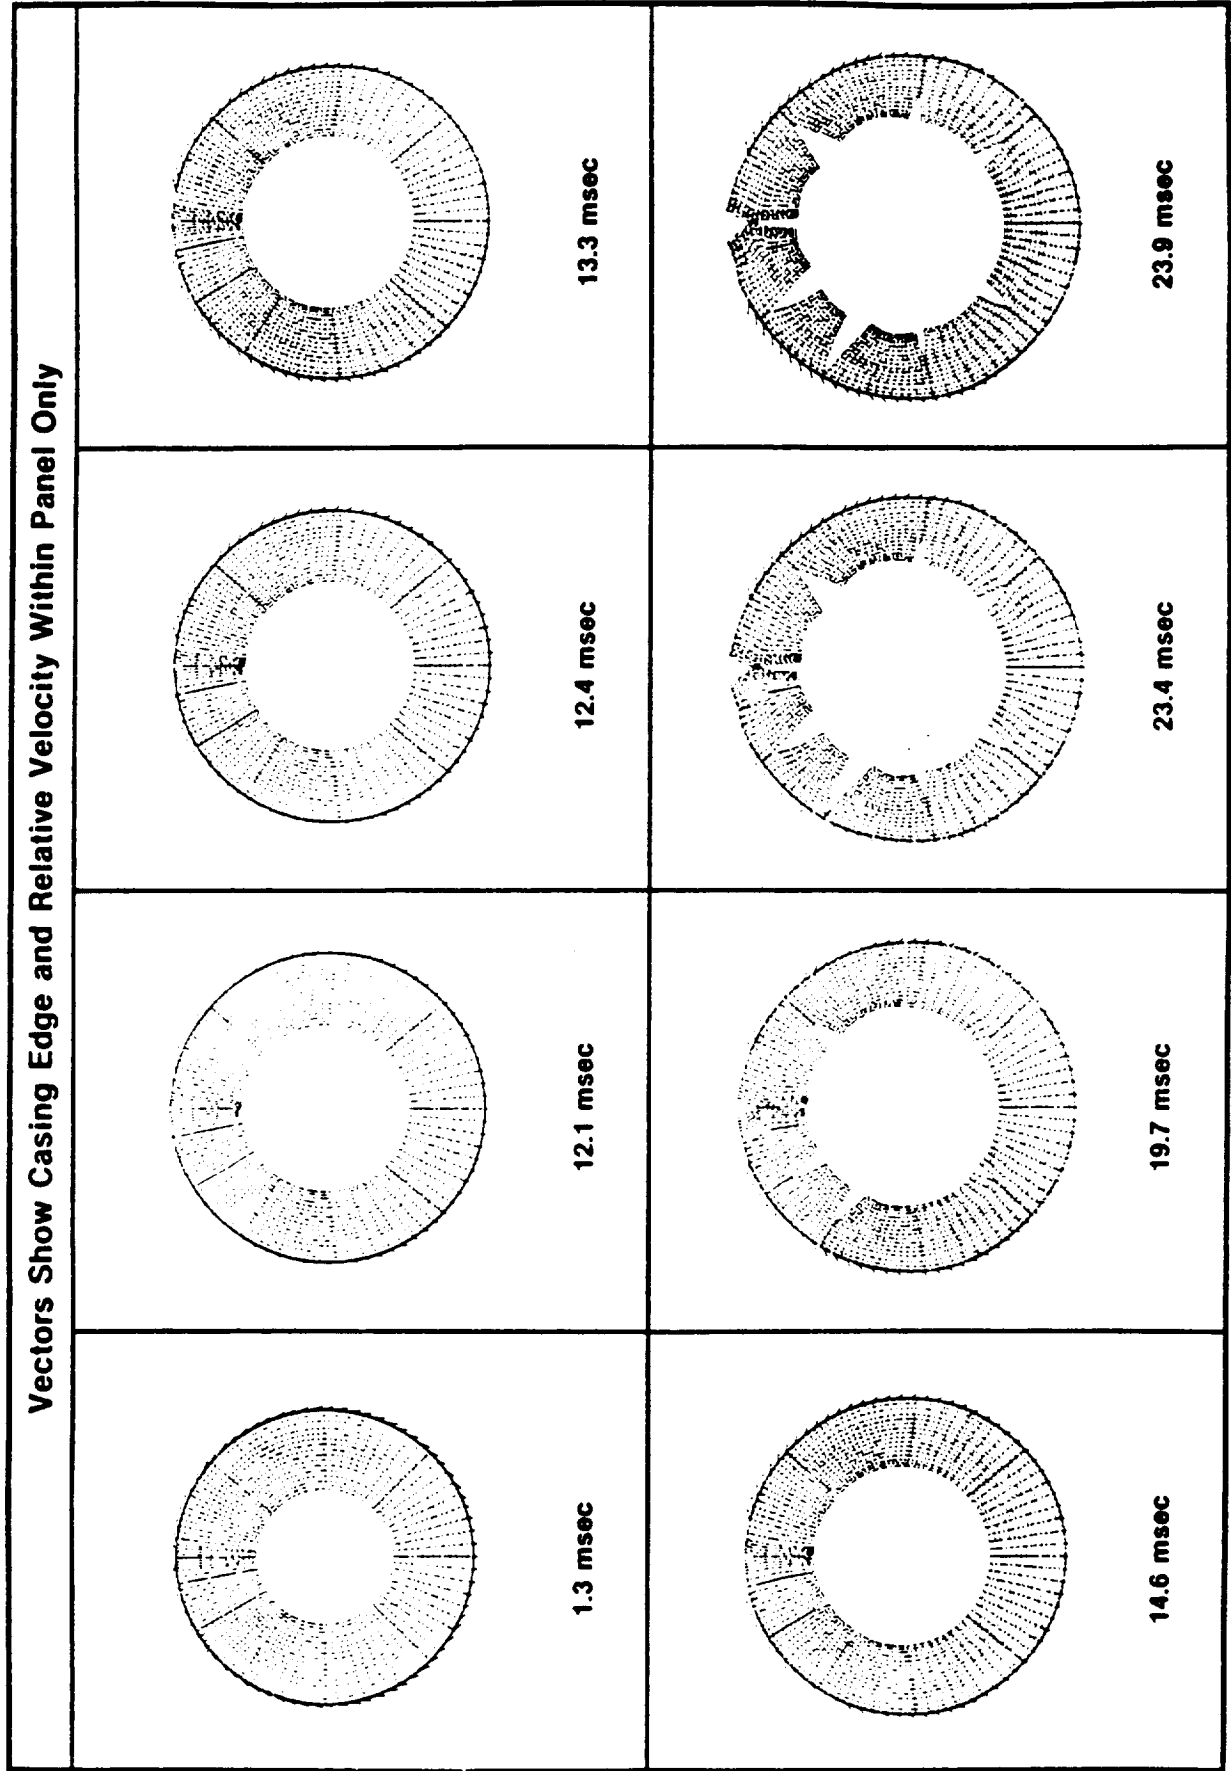 Vectors Show Casing Edge and Relative Velocity Within Panel Only
1.3 msec
12.1 msec
12.4 msec
13.3 msec
14.6 msec
19.7 msec
23.4 msec
23.9 msec